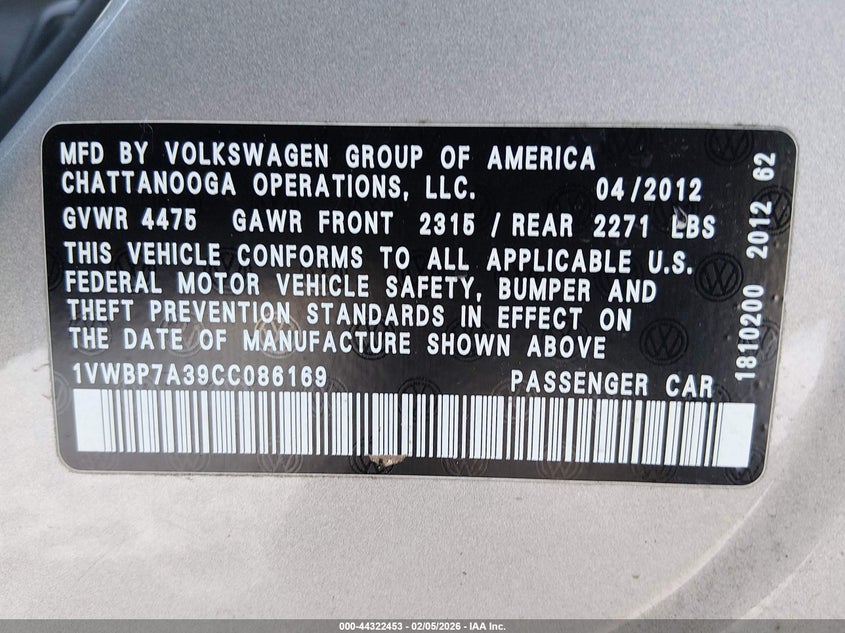 MFD BY VOLKSWAGEN GROUP OF AMERICA
CHATTANOOGA OPERATIONS, LLC. 04/2012
GVWR 4475 GAWR FRONT 2315 / REAR 2271 LBS
THIS VEHICLE CONFORMS TO ALL APPLICABLE U.S.
FEDERAL MOTOR VEHICLE SAFETY, BUMPER AND
THEFT PREVENTION STANDARDS IN EFFECT ON
THE DATE OF MANUFACTURE SHOWN ABOVE
1VWBP7A39CC086169 PASSENGER CAR
1810200 2012 62
000-44322453 - 02/05/2026 - IAA Inc.